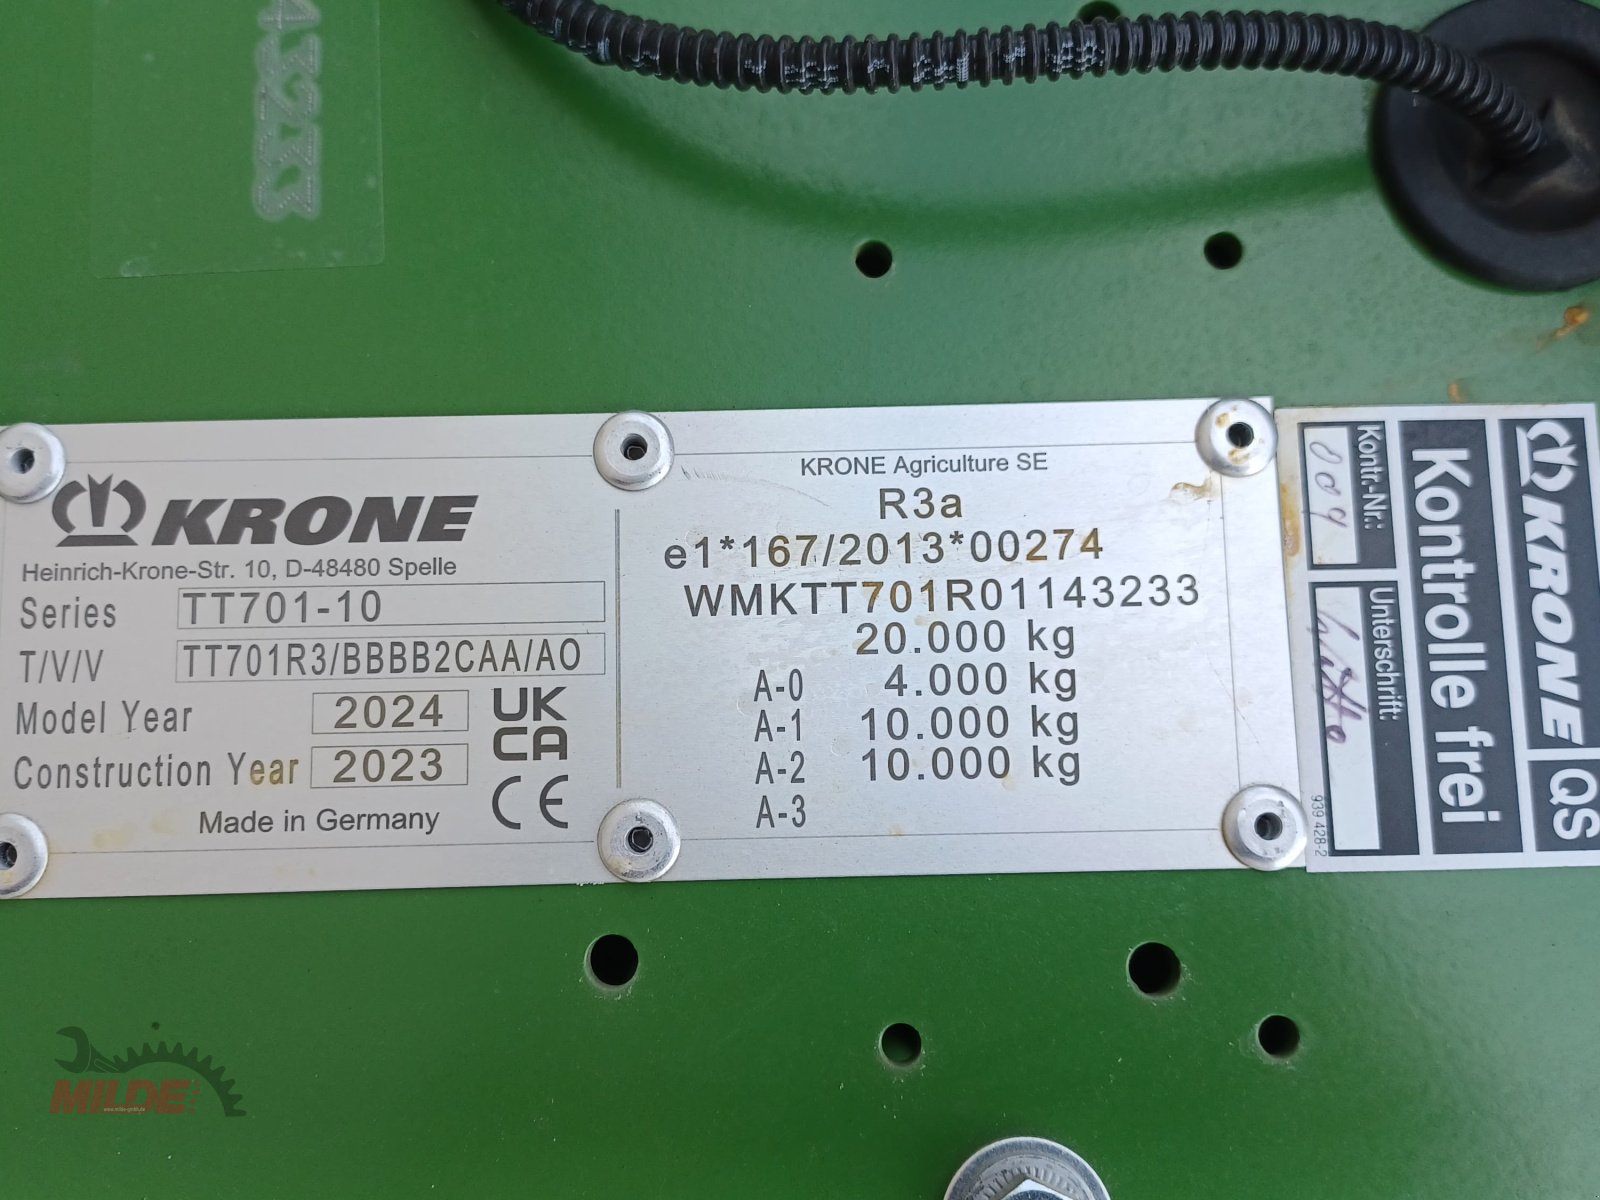 KRONE
Heinrich-Krone-Str. 10, D-48480 Spelle
Series TT701-10
T/V/V TT701R3/BBBB2CAA/AO
Model Year 2024
Construction Year 2023
UK
CA
CE
Made in Germany
KRONE Agriculture SE
R3a
e1*167/2013*00274
WMKTT701R01143233
20.000 kg
A-0 4.000 kg
A-1 10.000 kg
A-2 10.000 kg
A-3
KRONE QS
Kontrolle frei
Kontr.-Nr.:
Unterschrift:
939 428-2
MILDE